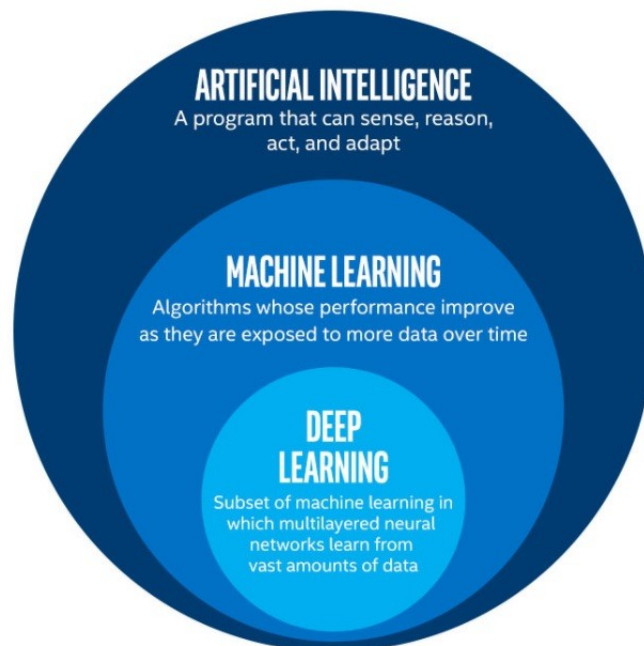 ARTIFICIAL INTELLIGENCE
A program that can sense, reason,
act, and adapt
MACHINE LEARNING
Algorithms whose performance improve
as they are exposed to more data over time
DEEP
LEARNING
Subset of machine learning in
which multilayered neural
networks learn from
vast amounts of data